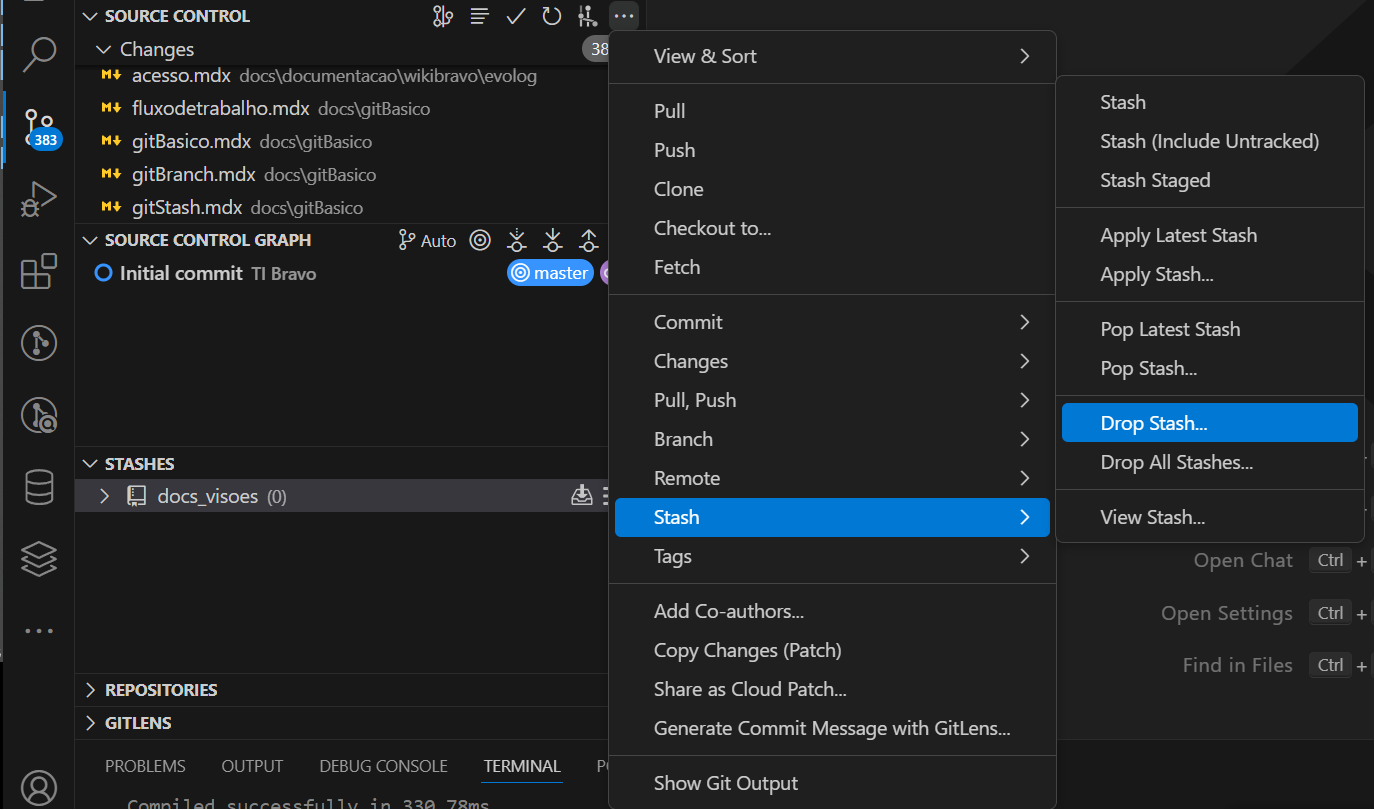 SOURCE CONTROL
Changes 38
acesso.mdx docs\documentacao\wikibravo\evolog
fluxodetrabalho.mdx docs\gitBasico
gitBasico.mdx docs\gitBasico
gitBranch.mdx docs\gitBasico
gitStash.mdx docs\gitBasico
383
SOURCE CONTROL GRAPH Auto
Initial commit TI Bravo master
STASHES
docs_visoes (0)
REPOSITORIES
GITLENS
PROBLEMS OUTPUT DEBUG CONSOLE TERMINAL
Compiled successfully in 330.78ms
View & Sort
Pull
Push
Clone
Checkout to...
Fetch
Commit
Changes
Pull, Push
Branch
Remote
Stash
Tags
Add Co-authors...
Copy Changes (Patch)
Share as Cloud Patch...
Generate Commit Message with GitLens...
Show Git Output
Stash
Stash (Include Untracked)
Stash Staged
Apply Latest Stash
Apply Stash...
Pop Latest Stash
Pop Stash...
Drop Stash...
Drop All Stashes...
View Stash...
Open Chat Ctrl +
Open Settings Ctrl +
Find in Files Ctrl +